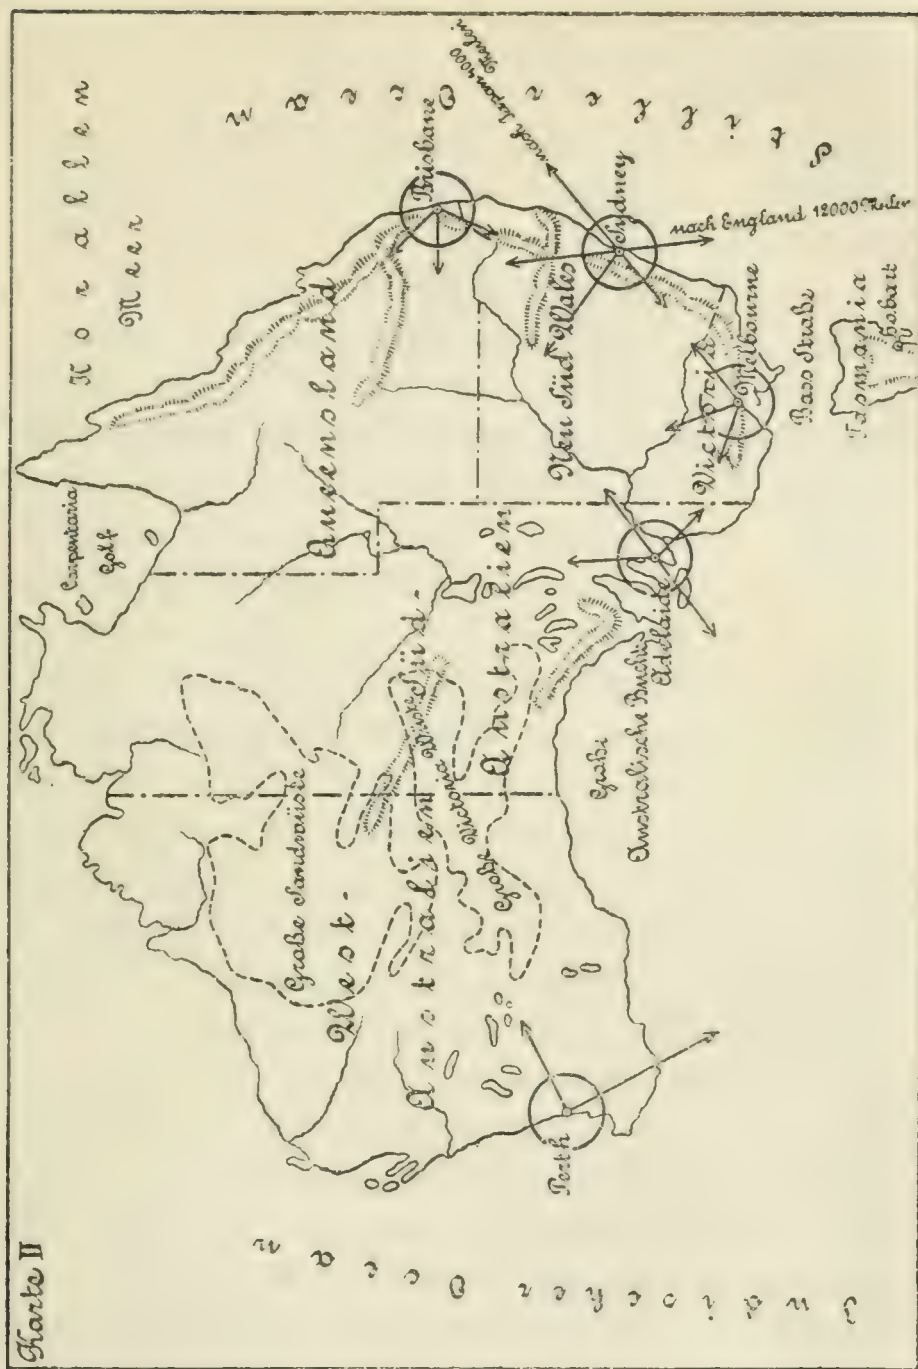 Karte II
Korallen
Meer
Carpentaria
Golf
Queensland
Brisbane
Stiller Ocean
nach Japan 4000
Meilen
Sydney
nach England 12000 Meilen
Neu Süd Wales
Victoria
Melbourne
Bass Straße
Tasmania
Hobart
Süd-
Australien
Adelaide
Große
Australische Bucht
Große Sandwüste
West-
Australien
Große Victoria Wüste
Perth
Indischer Ocean